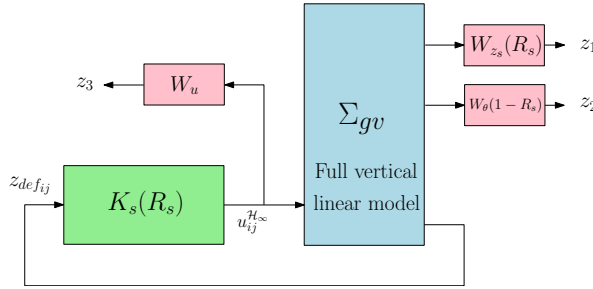 W_{z_s}(R_s)
z_1
z_3
W_u
W_θ(1 − R_s)
z_2
Σ_{gv}
Full vertical
linear model
z_{def_{ij}}
K_s(R_s)
u_{ij}^{H_∞}